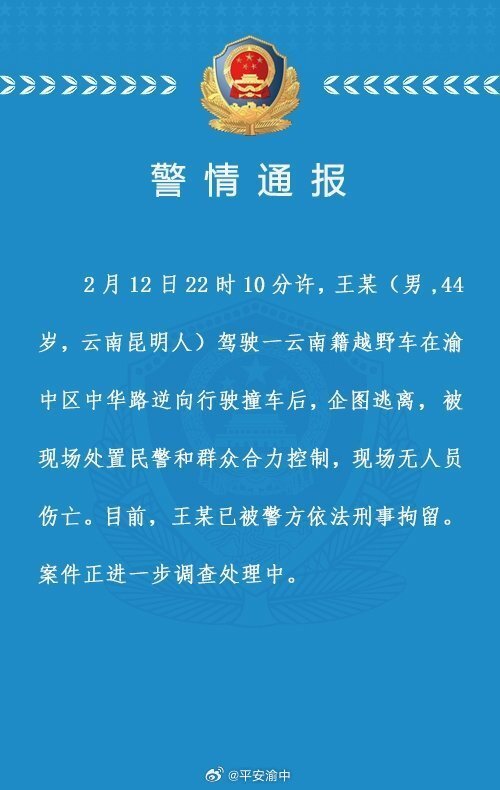 警情通报
2月12日22时10分许，王某（男,44
岁，云南昆明人）驾驶一云南籍越野车在渝
中区中华路逆向行驶撞车后，企图逃离，被
现场处置民警和群众合力控制，现场无人员
伤亡。目前，王某已被警方依法刑事拘留。
案件正进一步调查处理中。
@平安渝中